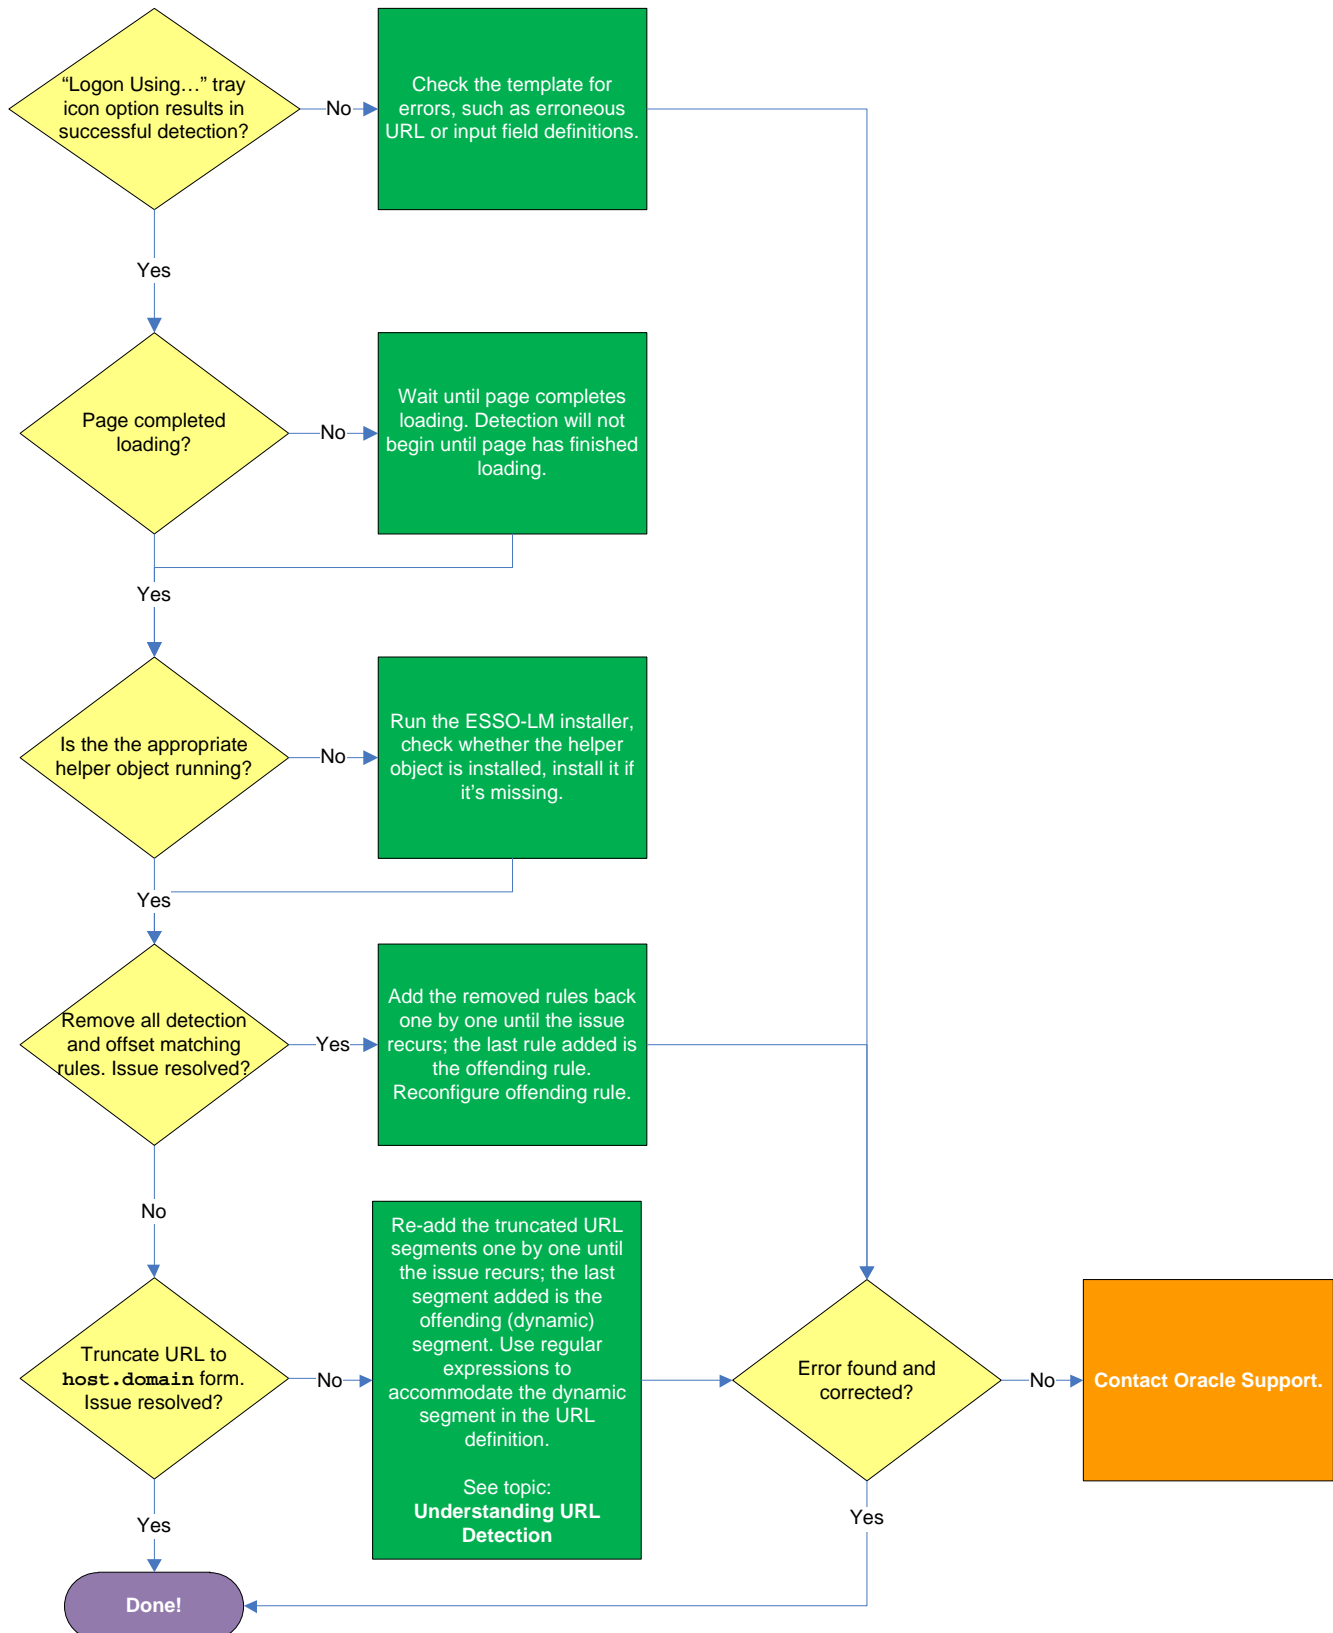 “Logon Using…” tray
icon option results in
successful detection?
No
Check the template for
errors, such as erroneous
URL or input field definitions.
Yes
Page completed
loading?
No
Wait until page completes
loading. Detection will not
begin until page has finished
loading.
Yes
Is the the appropriate
helper object running?
No
Run the ESSO-LM installer,
check whether the helper
object is installed, install it if
it’s missing.
Yes
Remove all detection
and offset matching
rules. Issue resolved?
Yes
Add the removed rules back
one by one until the issue
recurs; the last rule added is
the offending rule.
Reconfigure offending rule.
No
Truncate URL to
host.domain form.
Issue resolved?
No
Re-add the truncated URL
segments one by one until
the issue recurs; the last
segment added is the
offending (dynamic)
segment. Use regular
expressions to
accommodate the dynamic
segment in the URL
definition.
See topic:
Understanding URL
Detection
Error found and
corrected?
No
Contact Oracle Support.
Yes
Yes
Done!